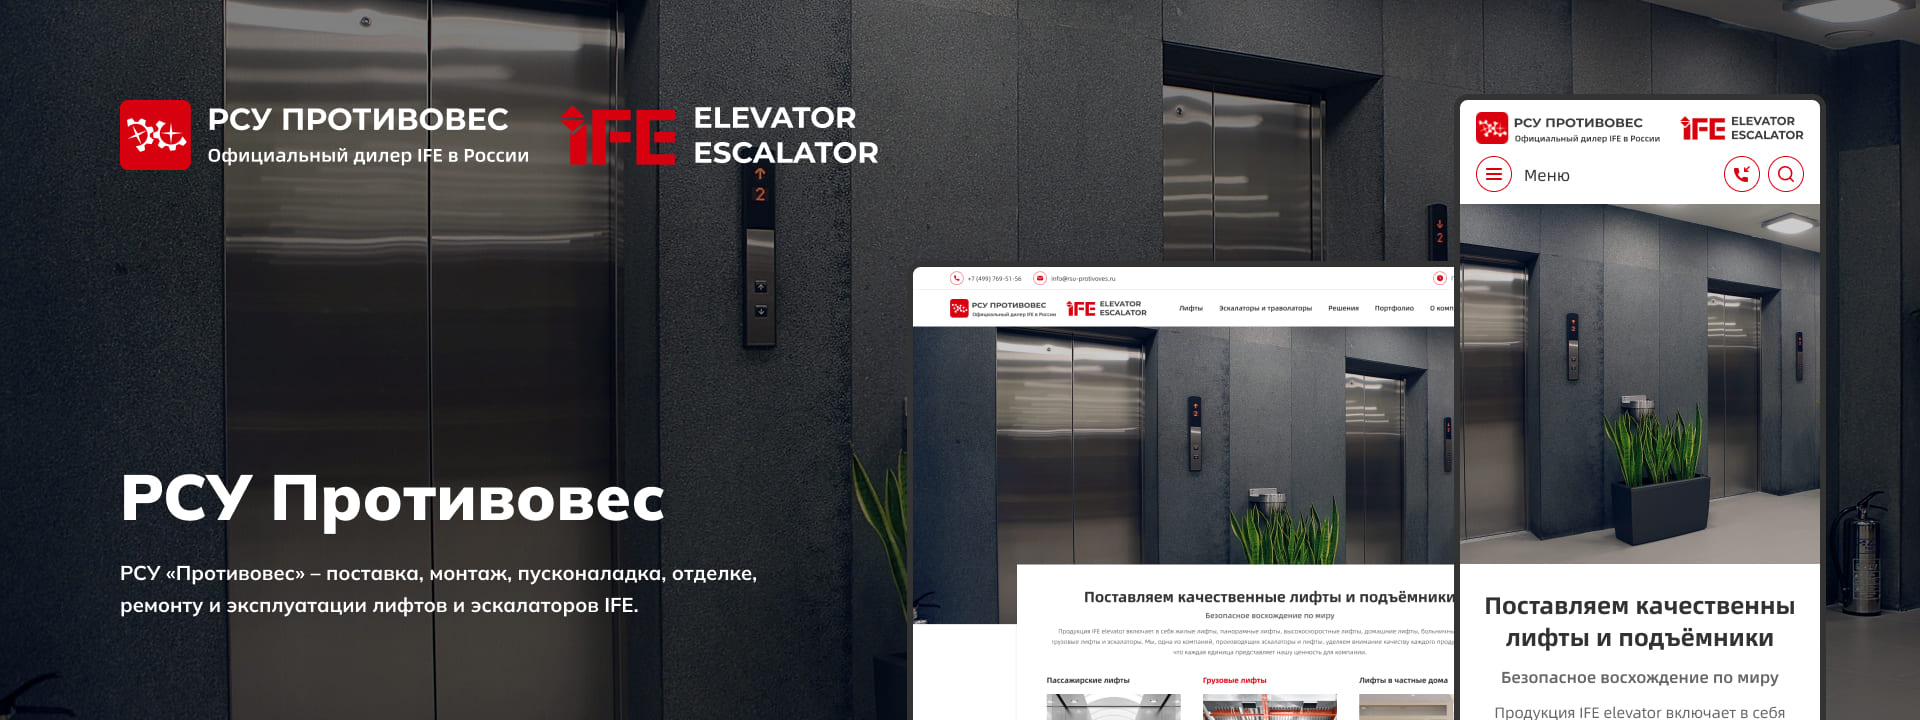 РСУ ПРОТИВОВЕС
Официальный дилер IFE в России
iFE ELEVATOR
ESCALATOR
2
РСУ Противовес
РСУ «Противовес» – поставка, монтаж, пусконаладка, отделке,
ремонту и эксплуатации лифтов и эскалаторов IFE.
2
+7 (499) 769-51-56 info@rsu-protivoves.ru
РСУ ПРОТИВОВЕС
Официальный дилер IFE в России
iFE ELEVATOR
ESCALATOR
Лифты Эскалаторы и траволаторы Решения Портфолио О комп
Поставляем качественные лифты и подъёмники
Безопасное восхождение по миру
Продукция IFE elevator включает в себя жилые лифты, панорамные лифты, высокоскоростные лифты, домашние лифты, больничны
грузовые лифты и эскалаторы. Мы, одна из компаний, производящих эскалаторы и лифты, уделяем внимание качеству каждого проду
что каждая единица представляет нашу ценность для компании.
Пассажирские лифты Грузовые лифты Лифты в частные дома
РСУ ПРОТИВОВЕС
Официальный дилер IFE в России
iFE ELEVATOR
ESCALATOR
Меню
Поставляем качественны
лифты и подъёмники
Безопасное восхождение по миру
Продукция IFE elevator включает в себя